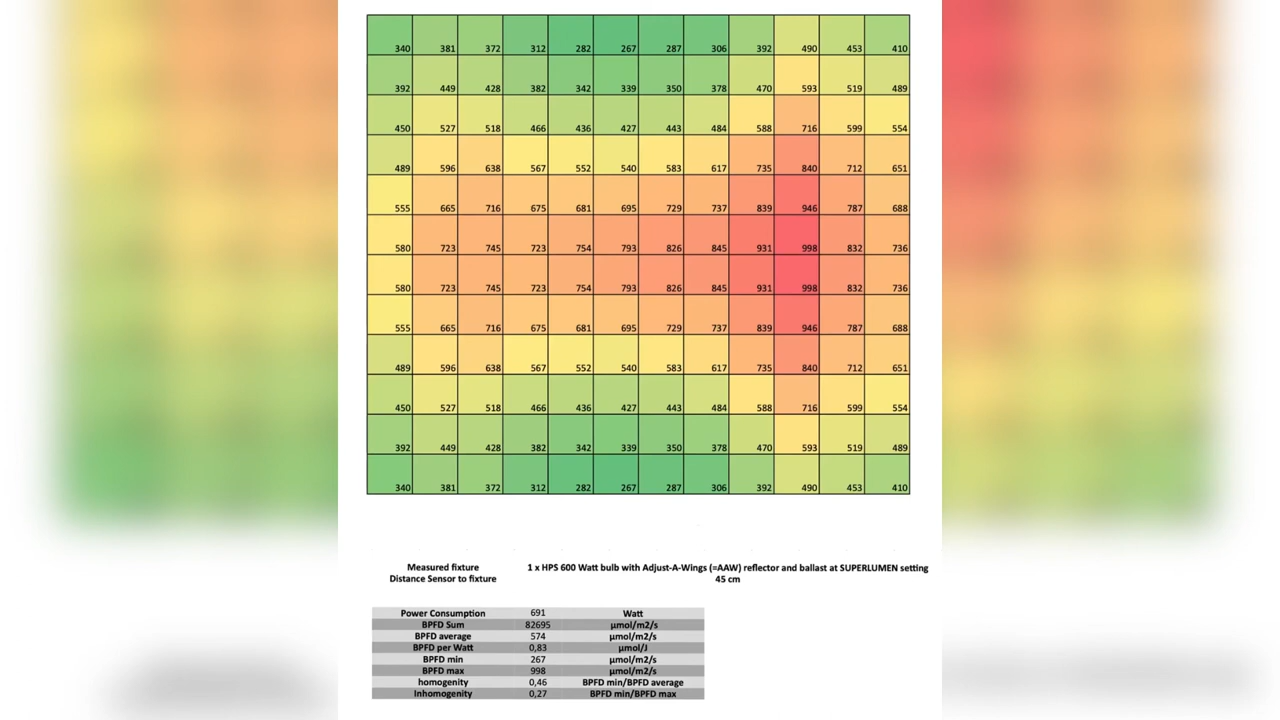 340 381 372 312 282 267 287 306 392 490 453 410
392 449 428 382 342 339 350 378 470 593 519 489
450 527 518 466 436 427 443 484 588 716 599 554
489 596 638 567 552 540 583 617 735 840 712 651
555 665 716 675 681 695 729 737 839 946 787 688
580 723 745 723 754 793 826 845 931 998 832 736
580 723 745 723 754 793 826 845 931 998 832 736
555 665 716 675 681 695 729 737 839 946 787 688
489 596 638 567 552 540 583 617 735 840 712 651
450 527 518 466 436 427 443 484 588 716 599 554
392 449 428 382 342 339 350 378 470 593 519 489
340 381 372 312 282 267 287 306 392 490 453 410
Measured fixture 1 x HPS 600 Watt bulb with Adjust-A-Wings (=AAW) reflector and ballast at SUPERLUMEN setting
Distance Sensor to fixture 45 cm
Power Consumption 691 Watt
BPFD Sum 82695 µmol/m2/s
BPFD average 574 µmol/m2/s
BPFD per Watt 0,83 µmol/J
BPFD min 267 µmol/m2/s
BPFD max 998 µmol/m2/s
homogenity 0,46 BPFD min/BPFD average
Inhomogenity 0,27 BPFD min/BPFD max